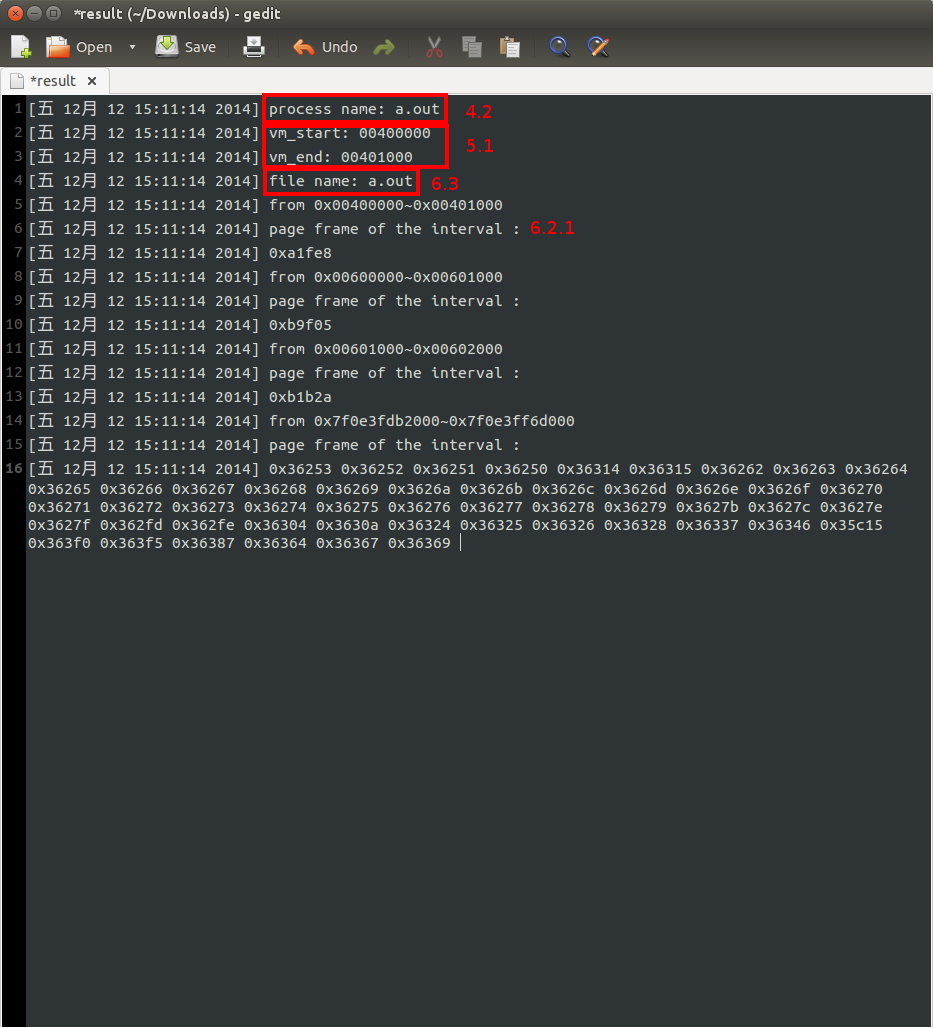 *result (~/Downloads) - gedit
Open Save Undo
*result ×
1 [五 12月 12 15:11:14 2014] process name: a.out 4.2
2 [五 12月 12 15:11:14 2014] vm_start: 00400000
5.1
3 [五 12月 12 15:11:14 2014] vm_end: 00401000
4 [五 12月 12 15:11:14 2014] file name: a.out 6.3
5 [五 12月 12 15:11:14 2014] from 0x00400000~0x00401000
6 [五 12月 12 15:11:14 2014] page frame of the interval : 6.2.1
7 [五 12月 12 15:11:14 2014] 0xa1fe8
8 [五 12月 12 15:11:14 2014] from 0x00600000~0x00601000
9 [五 12月 12 15:11:14 2014] page frame of the interval :
10 [五 12月 12 15:11:14 2014] 0xb9f05
11 [五 12月 12 15:11:14 2014] from 0x00601000~0x00602000
12 [五 12月 12 15:11:14 2014] page frame of the interval :
13 [五 12月 12 15:11:14 2014] 0xb1b2a
14 [五 12月 12 15:11:14 2014] from 0x7f0e3fdb2000~0x7f0e3ff6d000
15 [五 12月 12 15:11:14 2014] page frame of the interval :
16 [五 12月 12 15:11:14 2014] 0x36253 0x36252 0x36251 0x36250 0x36314 0x36315 0x36262 0x36263 0x36264
0x36265 0x36266 0x36267 0x36268 0x36269 0x3626a 0x3626b 0x3626c 0x3626d 0x3626e 0x3626f 0x36270
0x36271 0x36272 0x36273 0x36274 0x36275 0x36276 0x36277 0x36278 0x36279 0x3627b 0x3627c 0x3627e
0x3627f 0x362fd 0x362fe 0x36304 0x3630a 0x36324 0x36325 0x36326 0x36328 0x36337 0x36346 0x35c15
0x363f0 0x363f5 0x36387 0x36364 0x36367 0x36369